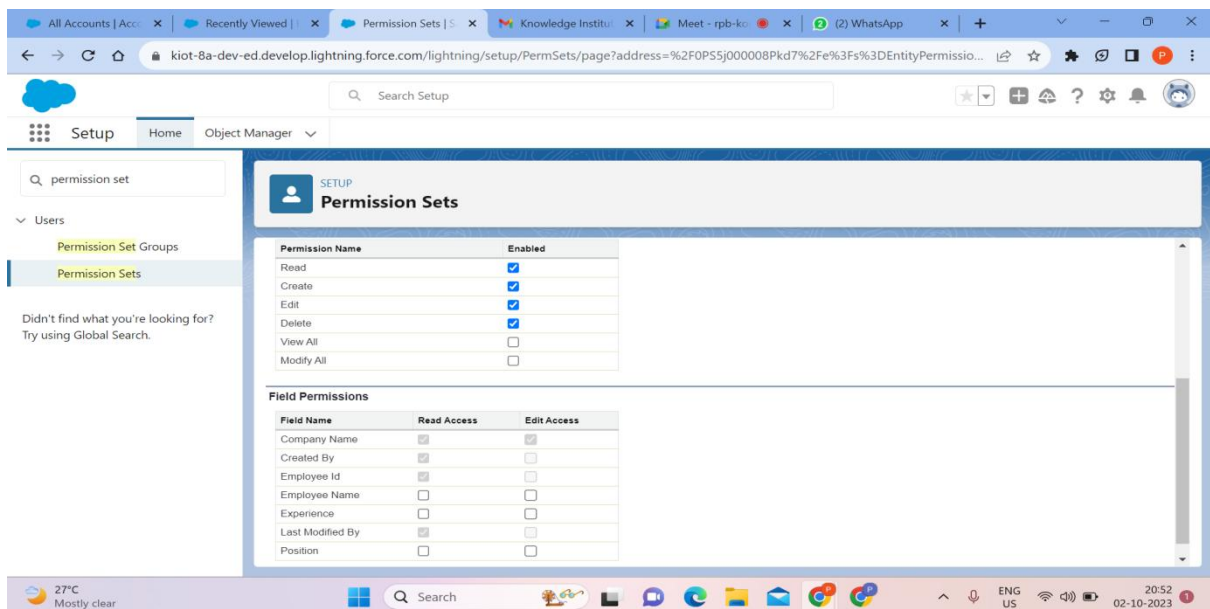 All Accounts | Acc
Recently Viewed |
Permission Sets | S
Knowledge Institu
Meet - rpb-ko
(2) WhatsApp
kiot-8a-dev-ed.develop.lightning.force.com/lightning/setup/PermSets/page?address=%2F0PS5j000008Pkd7%2Fe%3Fs%3DEntityPermissio...
P
Search Setup
Setup
Home
Object Manager
permission set
Users
Permission Set Groups
Permission Sets
Didn't find what you're looking for?
Try using Global Search.
SETUP
Permission Sets
Permission Name Enabled
Read
Create
Edit
Delete
View All
Modify All
Field Permissions
Field Name Read Access Edit Access
Company Name
Created By
Employee Id
Employee Name
Experience
Last Modified By
Position
27°C
Mostly clear
Search
ENG
US
20:52
02-10-2023
1